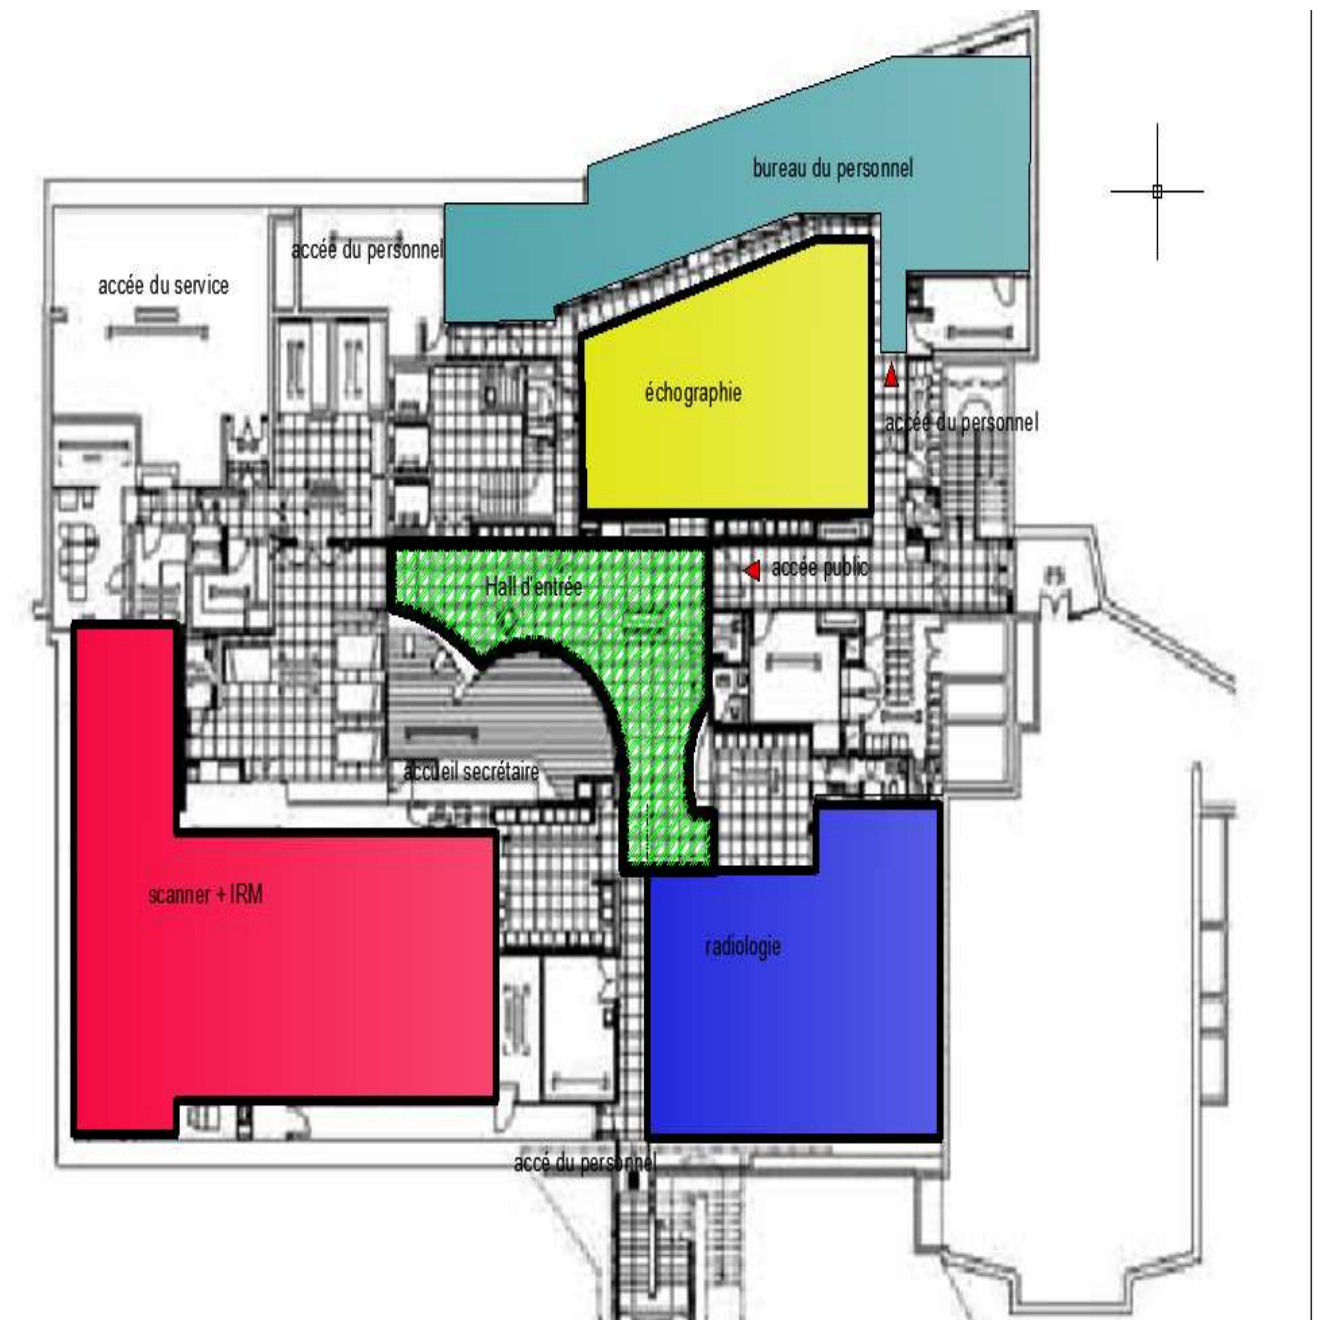 bureau du personnel
accée du personnel
accée du service
échographie
accée du personnel
accée public
Hall d'entrée
accueil secrétaire
scanner + IRM
radiologie
accé du personnel